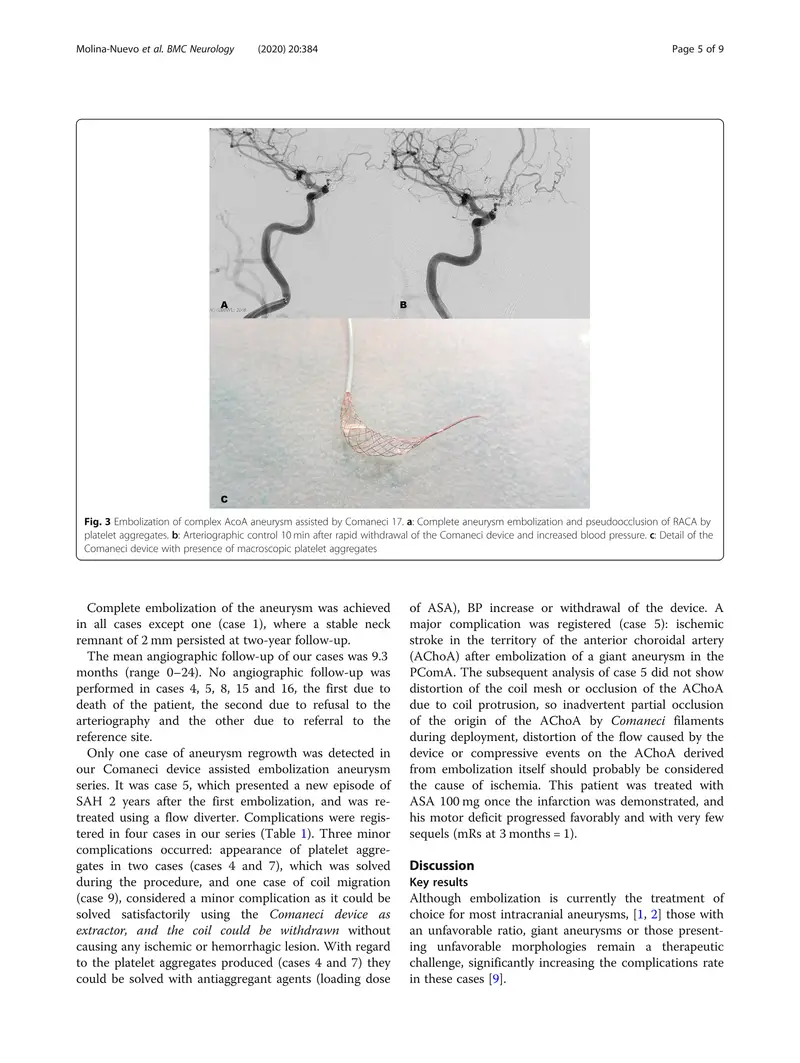 Molina-Nuevo et al. BMC Neurology (2020) 20:384
Page 5 of 9
A
B
C
Fig. 3 Embolization of complex AcoA aneurysm assisted by Comaneci 17. a: Complete aneurysm embolization and pseudoocclusion of RACA by
platelet aggregates. b: Arteriographic control 10 min after rapid withdrawal of the Comaneci device and increased blood pressure. c: Detail of the
Comaneci device with presence of macroscopic platelet aggregates
Complete embolization of the aneurysm was achieved
in all cases except one (case 1), where a stable neck
remnant of 2 mm persisted at two-year follow-up.
The mean angiographic follow-up of our cases was 9.3
months (range 0–24). No angiographic follow-up was
performed in cases 4, 5, 8, 15 and 16, the first due to
death of the patient, the second due to refusal to the
arteriography and the other due to referral to the
reference site.
Only one case of aneurysm regrowth was detected in
our Comaneci device assisted embolization aneurysm
series. It was case 5, which presented a new episode of
SAH 2 years after the first embolization, and was re-
treated using a flow diverter. Complications were regis-
tered in four cases in our series (Table 1). Three minor
complications occurred: appearance of platelet aggre-
gates in two cases (cases 4 and 7), which was solved
during the procedure, and one case of coil migration
(case 9), considered a minor complication as it could be
solved satisfactorily using the Comaneci device as
extractor, and the coil could be withdrawn without
causing any ischemic or hemorrhagic lesion. With regard
to the platelet aggregates produced (cases 4 and 7) they
could be solved with antiaggregant agents (loading dose
of ASA), BP increase or withdrawal of the device. A
major complication was registered (case 5): ischemic
stroke in the territory of the anterior choroidal artery
(AChoA) after embolization of a giant aneurysm in the
PComA. The subsequent analysis of case 5 did not show
distortion of the coil mesh or occlusion of the AChoA
due to coil protrusion, so inadvertent partial occlusion
of the origin of the AChoA by Comaneci filaments
during deployment, distortion of the flow caused by the
device or compressive events on the AChoA derived
from embolization itself should probably be considered
the cause of ischemia. This patient was treated with
ASA 100 mg once the infarction was demonstrated, and
his motor deficit progressed favorably and with very few
sequels (mRs at 3 months = 1).
Discussion
Key results
Although embolization is currently the treatment of
choice for most intracranial aneurysms, [1, 2] those with
an unfavorable ratio, giant aneurysms or those present-
ing unfavorable morphologies remain a therapeutic
challenge, significantly increasing the complications rate
in these cases [9].